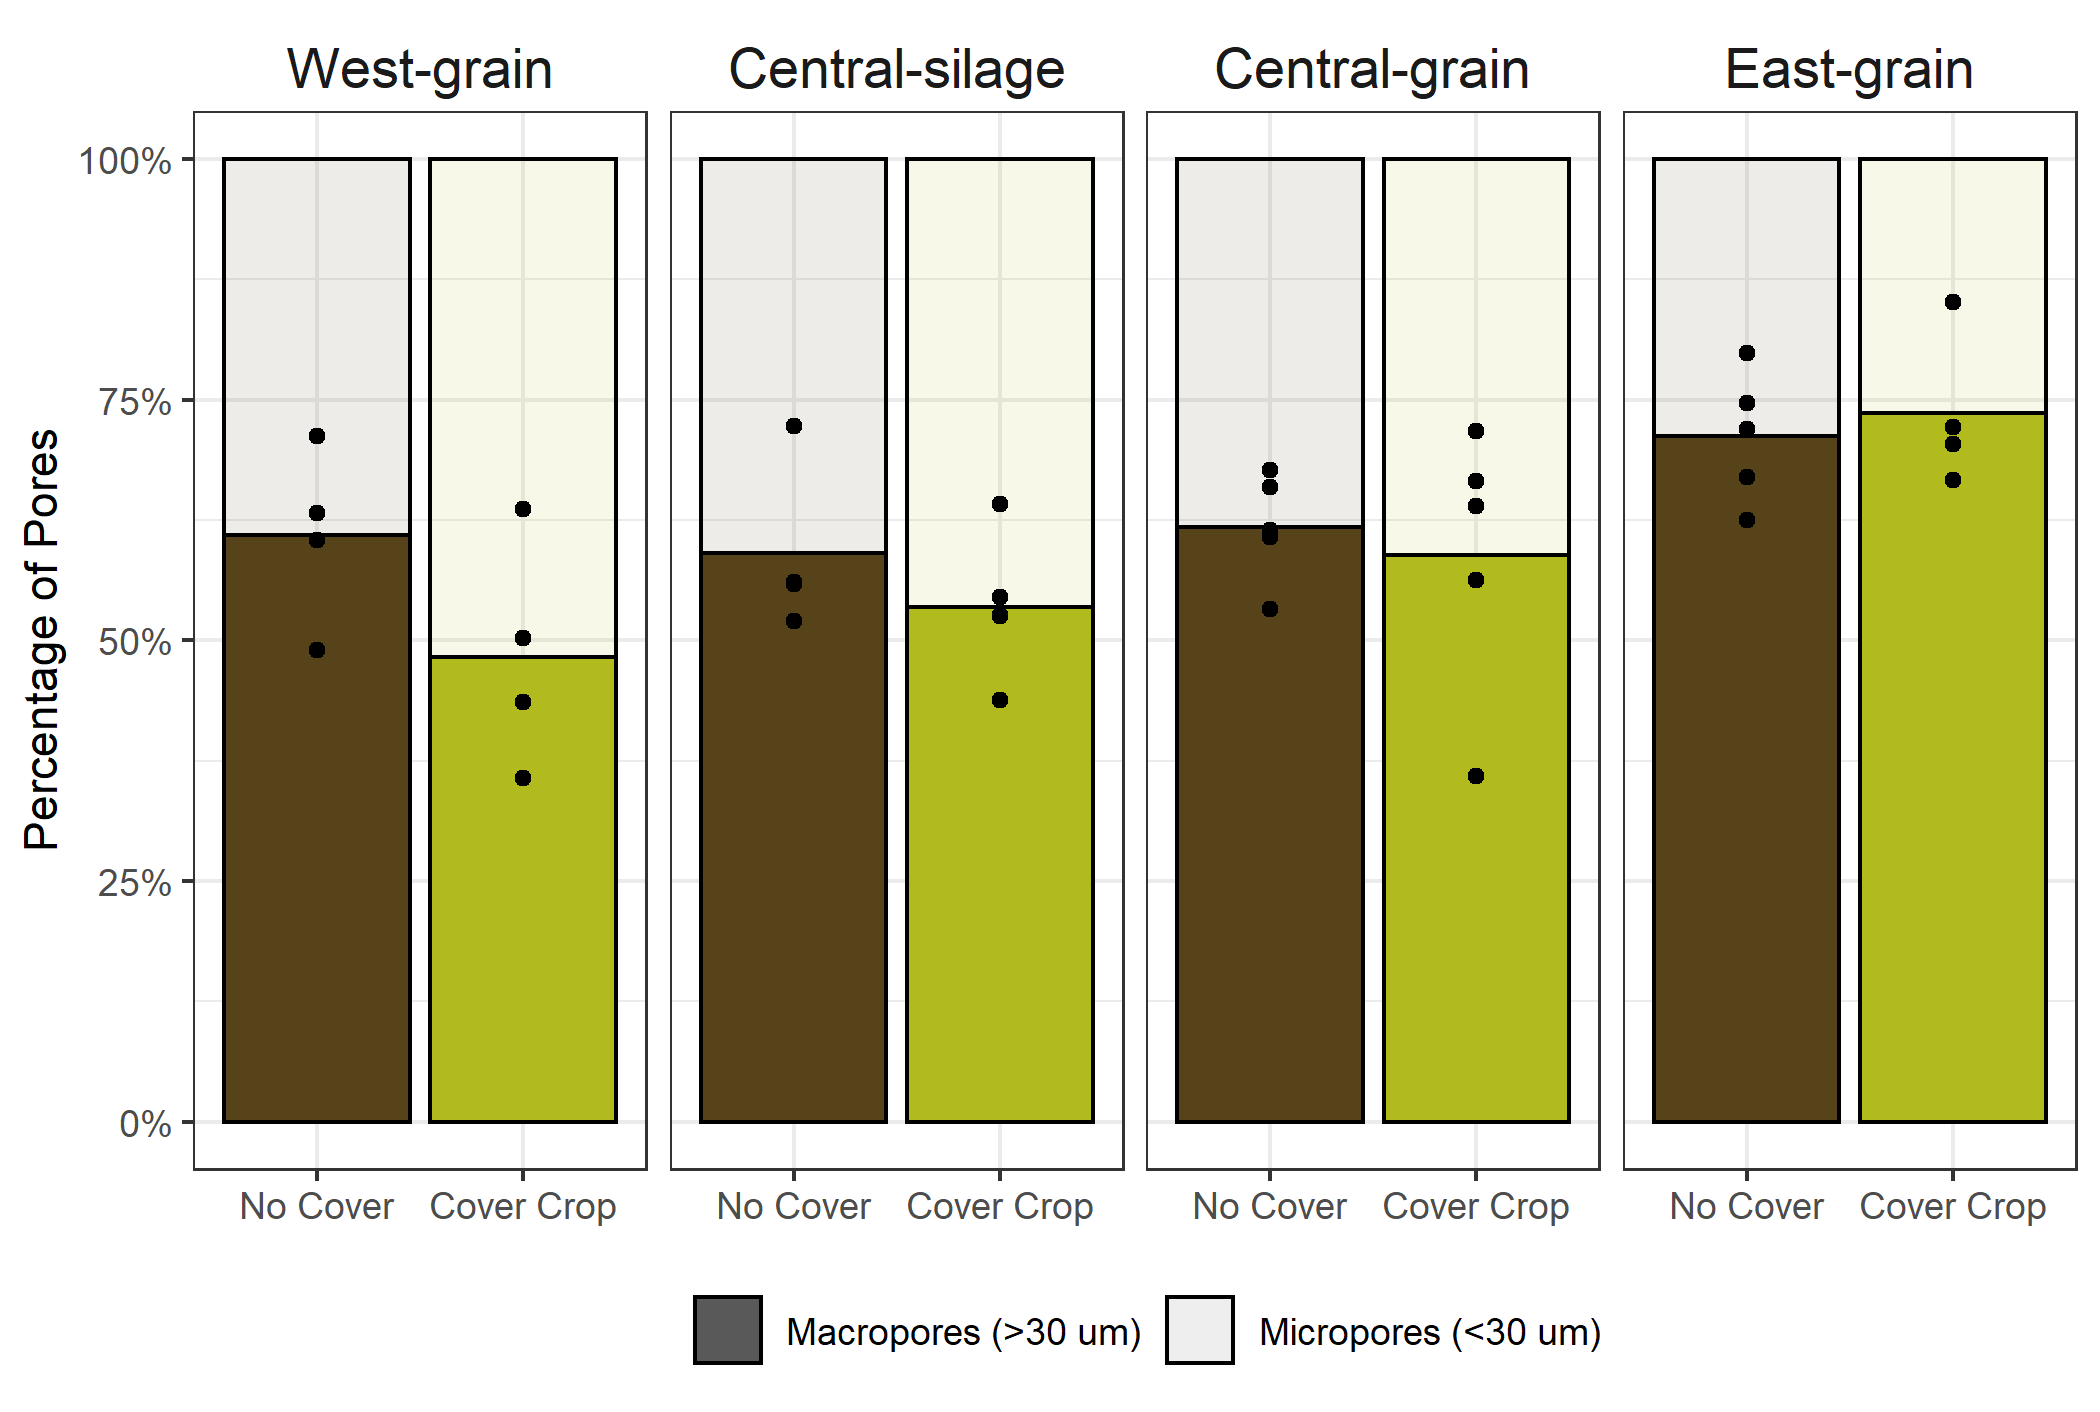 West-grain Central-silage Central-grain East-grain
100%
75%
50%
25%
0%
Percentage of Pores
No Cover Cover Crop No Cover Cover Crop No Cover Cover Crop No Cover Cover Crop
Macropores (>30 um) Micropores (<30 um)